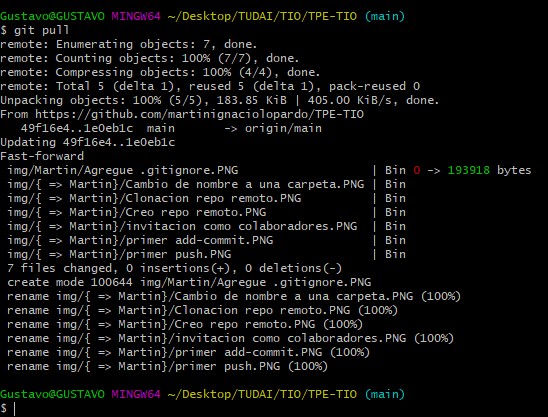 Gustavo@GUSTAVO MINGW64 ~/Desktop/TUDAI/TIO/TPE-TIO (main)
$ git pull
remote: Enumerating objects: 7, done.
remote: Counting objects: 100% (7/7), done.
remote: Compressing objects: 100% (4/4), done.
remote: Total 5 (delta 1), reused 5 (delta 1), pack-reused 0
Unpacking objects: 100% (5/5), 183.85 KiB | 405.00 KiB/s, done.
From https://github.com/martinignaciolopardo/TPE-TIO
   49f16e4..1e0eb1c  main       -> origin/main
Updating 49f16e4..1e0eb1c
Fast-forward
 img/Martin/Agregue .gitignore.PNG                  | Bin 0 -> 193918 bytes
 img/{ => Martin}/Cambio de nombre a una carpeta.PNG | Bin
 img/{ => Martin}/Clonacion repo remoto.PNG          | Bin
 img/{ => Martin}/Creo repo remoto.PNG               | Bin
 img/{ => Martin}/invitacion como colaboradores.PNG  | Bin
 img/{ => Martin}/primer add-commit.PNG              | Bin
 img/{ => Martin}/primer push.PNG                    | Bin
 7 files changed, 0 insertions(+), 0 deletions(-)
 create mode 100644 img/Martin/Agregue .gitignore.PNG
 rename img/{ => Martin}/Cambio de nombre a una carpeta.PNG (100%)
 rename img/{ => Martin}/Clonacion repo remoto.PNG (100%)
 rename img/{ => Martin}/Creo repo remoto.PNG (100%)
 rename img/{ => Martin}/invitacion como colaboradores.PNG (100%)
 rename img/{ => Martin}/primer add-commit.PNG (100%)
 rename img/{ => Martin}/primer push.PNG (100%)
Gustavo@GUSTAVO MINGW64 ~/Desktop/TUDAI/TIO/TPE-TIO (main)
$